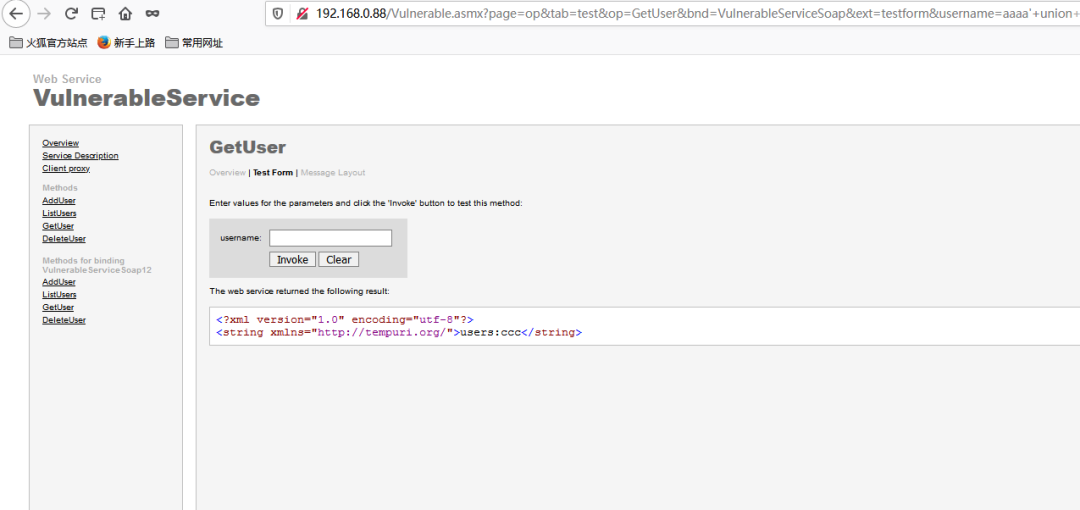 192.168.0.88/Vulnerable.asmx?page=op&tab=test&op=GetUser&bnd=VulnerableServiceSoap&ext=testform&username=aaaa'+union+
火狐官方站点 新手上路 常用网址
Web Service
VulnerableService
Overview
Service Description
Client proxy
Methods
AddUser
ListUsers
GetUser
DeleteUser
Methods for binding
VulnerableServiceSoap12
AddUser
ListUsers
GetUser
DeleteUser
GetUser
Overview | Test Form | Message Layout
Enter values for the parameters and click the 'Invoke' button to test this method:
username:
Invoke Clear
The web service returned the following result:
<?xml version="1.0" encoding="utf-8"?>
<string xmlns="http://tempuri.org/">users:ccc</string>